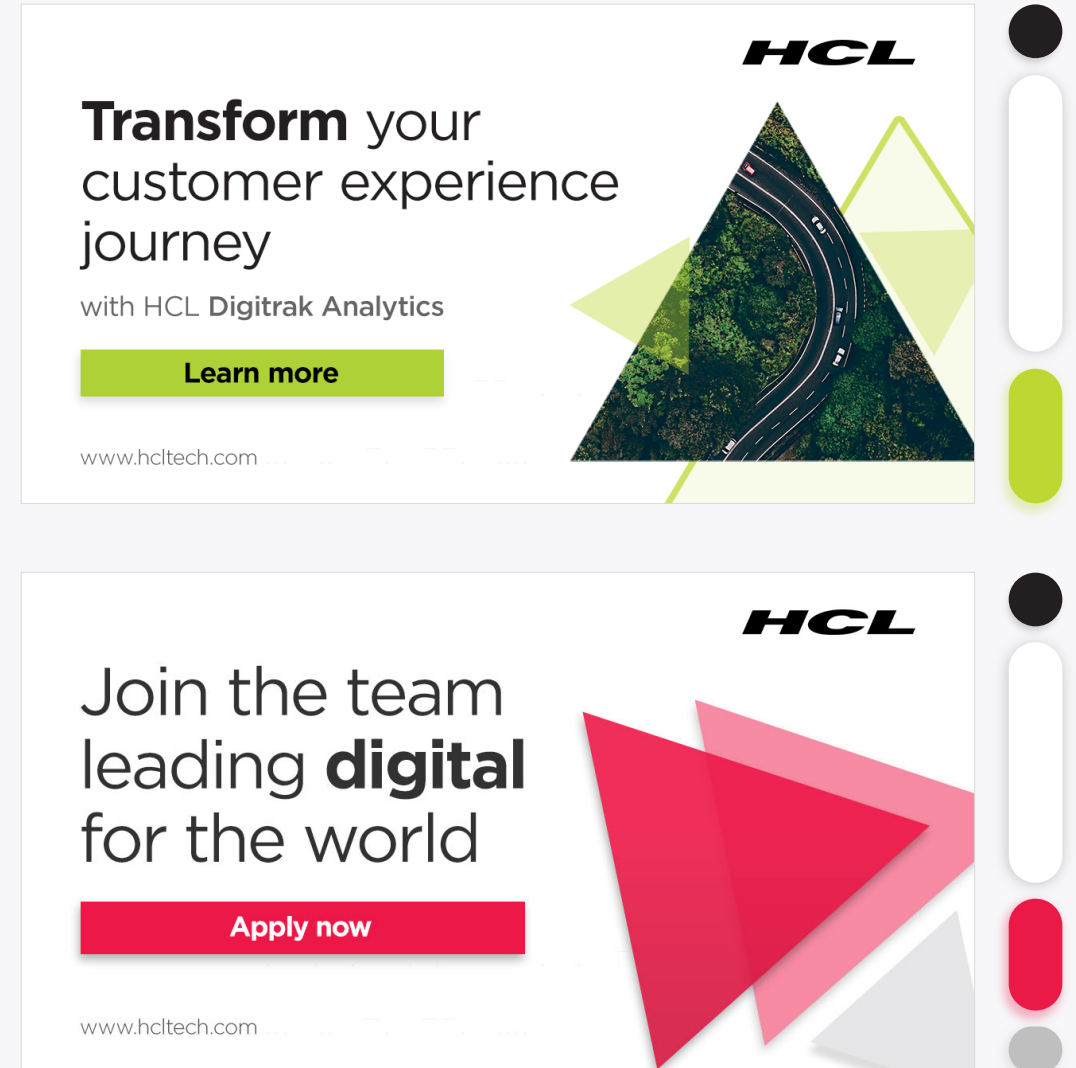 HCL
Transform your
customer experience
journey
with HCL Digitrak Analytics
Learn more
www.hcltech.com
HCL
Join the team
leading digital
for the world
Apply now
www.hcltech.com